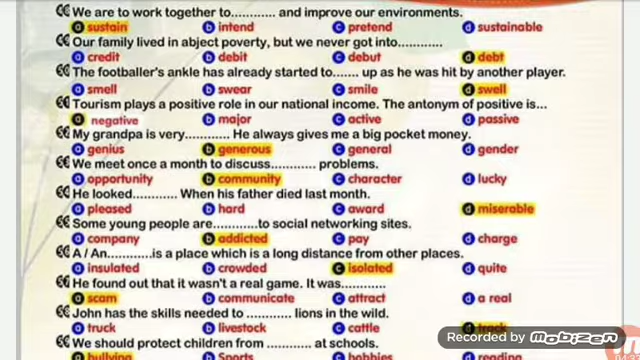 We are to work together to............ and improve our environments.
a sustain b intend c pretend d sustainable
Our family lived in abject poverty, but we never got into............
a credit b debit c debut d debt
The footballer's ankle has already started to....... up as he was hit by another player.
a smell b swear c smile d swell
Tourism plays a positive role in our national income. The antonym of positive is...
a negative b major c active d passive
My grandpa is very............ He always gives me a big pocket money.
a genius b generous c general d gender
We meet once a month to discuss............ problems.
a opportunity b community c character d lucky
He looked............ When his father died last month.
a pleased b hard c award d miserable
Some young people are............to social networking sites.
a company b addicted c pay d charge
A / An............is a place which is a long distance from other places.
a insulated b crowded c isolated d quite
He found out that it wasn't a real game. It was............
a scam b communicate c attract d a real
John has the skills needed to ............ lions in the wild.
a truck b livestock c cattle d track
We should protect children from ............ at schools.
a bullying b Sports c hobbies d reading
Recorded by MOBIZEN